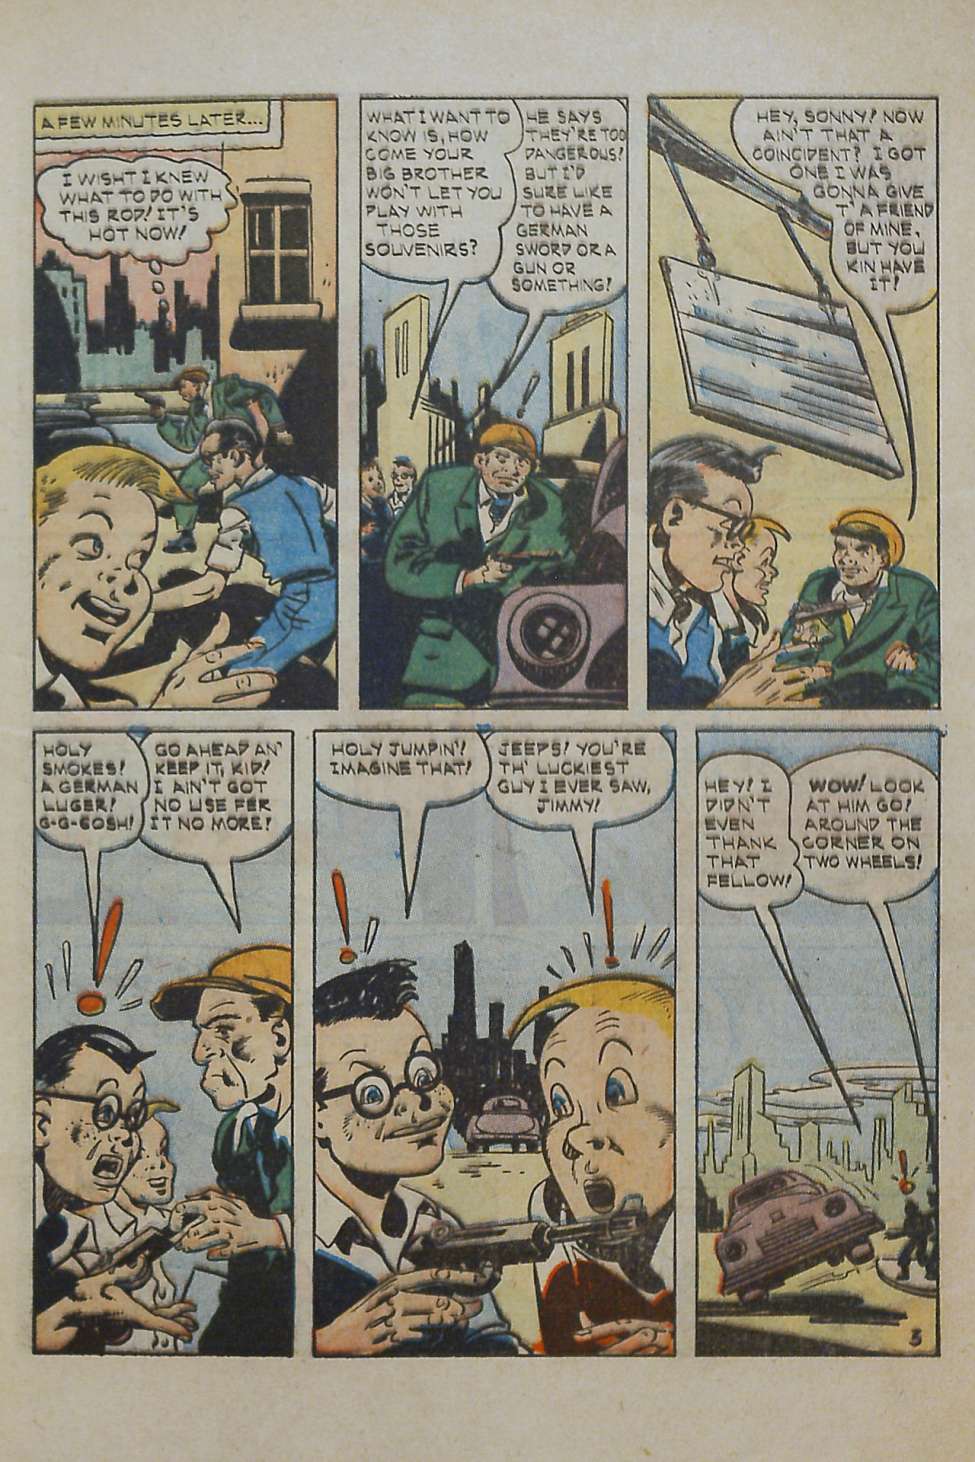 A FEW MINUTES LATER...
I WISHT I KNEW
WHAT TO DO WITH
THIS ROD! IT'S
HOT NOW!
WHAT I WANT TO
KNOW IS, HOW
COME YOUR
BIG BROTHER
WON'T LET YOU
PLAY WITH
THOSE
SOUVENIRS?
HE SAYS
THEY'RE TOO
DANGEROUS!
BUT I'D
SURE LIKE
TO HAVE A
GERMAN
SWORD OR A
GUN OR
SOMETHING!
!
HEY, SONNY! NOW
AIN'T THAT A
COINCIDENT? I GOT
ONE I WAS
GONNA GIVE
T'A FRIEND
OF MINE,
BUT YOU
KIN HAVE
IT!
HOLY
SMOKES!
A GERMAN
LUGER!
G-G-GOSH!
GO AHEAD AN'
KEEP IT, KID!
I AIN'T GOT
NO USE FER
IT NO MORE!
!
HOLY JUMPIN'!
IMAGINE THAT!
JEEPS! YOU'RE
TH' LUCKIEST
GUY I EVER SAW,
JIMMY!
!
!
HEY! I
DIDN'T
EVEN
THANK
THAT
FELLOW!
WOW! LOOK
AT HIM GO!
AROUND THE
CORNER ON
TWO WHEELS!
!
3